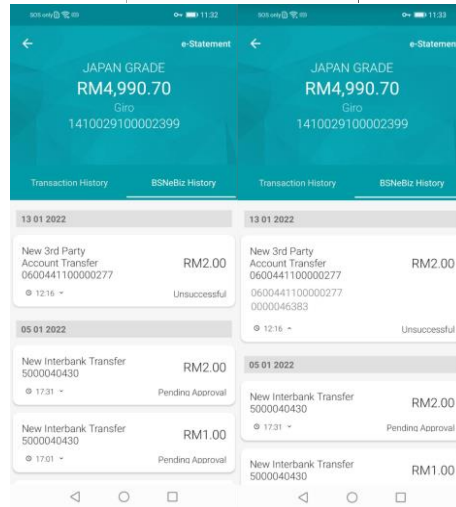 SOS only
11:32
e-Statement
JAPAN GRADE
RM4,990.70
Giro
1410029100002399
Transaction History
BSNeBiz History
13 01 2022
New 3rd Party
Account Transfer
0600441100000277
RM2.00
12:16
Unsuccessful
05 01 2022
New Interbank Transfer
5000040430
RM2.00
17:31
Pending Approval
New Interbank Transfer
5000040430
RM1.00
17:01
Pending Approval
SOS only
11:33
e-Statemen
JAPAN GRADE
RM4,990.70
Giro
1410029100002399
Transaction History
BSNeBiz History
13 01 2022
New 3rd Party
Account Transfer
0600441100000277
RM2.00
0600441100000277
0000046383
12:16
Unsuccessful
05 01 2022
New Interbank Transfer
5000040430
RM2.00
17:31
Pending Approval
New Interbank Transfer
5000040430
RM1.00